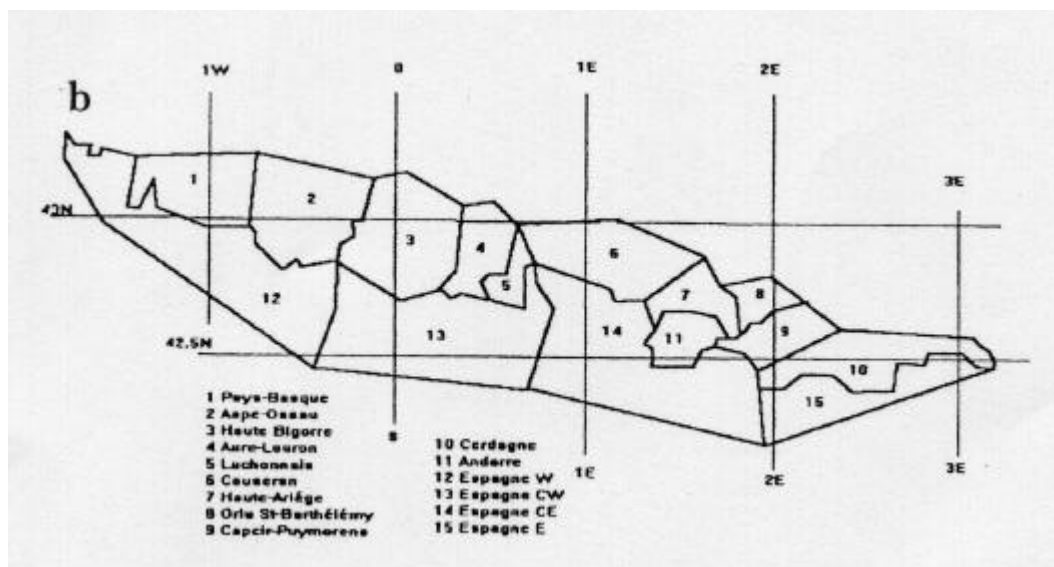 1W 0 1E 2E
b
3E
1
2
43N
3
4
6
5
7
8
12
13
14
11
9
42.5N
10
15
1 Pays-Basque
2 Aspe-Ossau
3 Haute Bigorre
4 Aure-Louron
5 Luchonnais
6 Couseran
7 Haute-Ariége
8 Orlu St-Barthélémy
9 Capcir-Puymorens
10 Cerdagne
11 Andorre
12 Espagne W
13 Espagne CW
14 Espagne CE
15 Espagne E
1E 2E 3E